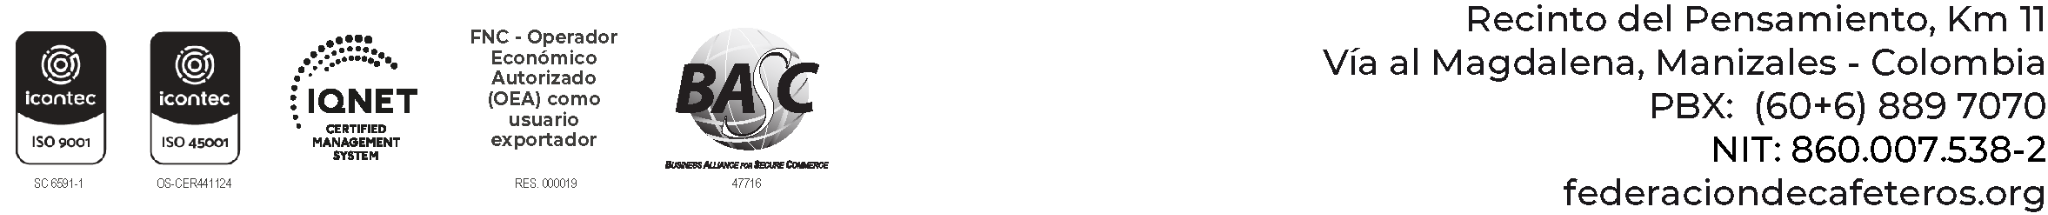 icontec
ISO 9001
SC 6591-1
icontec
ISO 45001
OS-CER441124
IQNET
CERTIFIED
MANAGEMENT
SYSTEM
FNC - Operador
Económico
Autorizado
(OEA) como
usuario
exportador
RES. 000019
BASC
BUSINESS ALLIANCE FOR SECURE COMMERCE
47716
Recinto del Pensamiento, Km 11
Vía al Magdalena, Manizales - Colombia
PBX: (60+6) 889 7070
NIT: 860.007.538-2
federaciondecafeteros.org